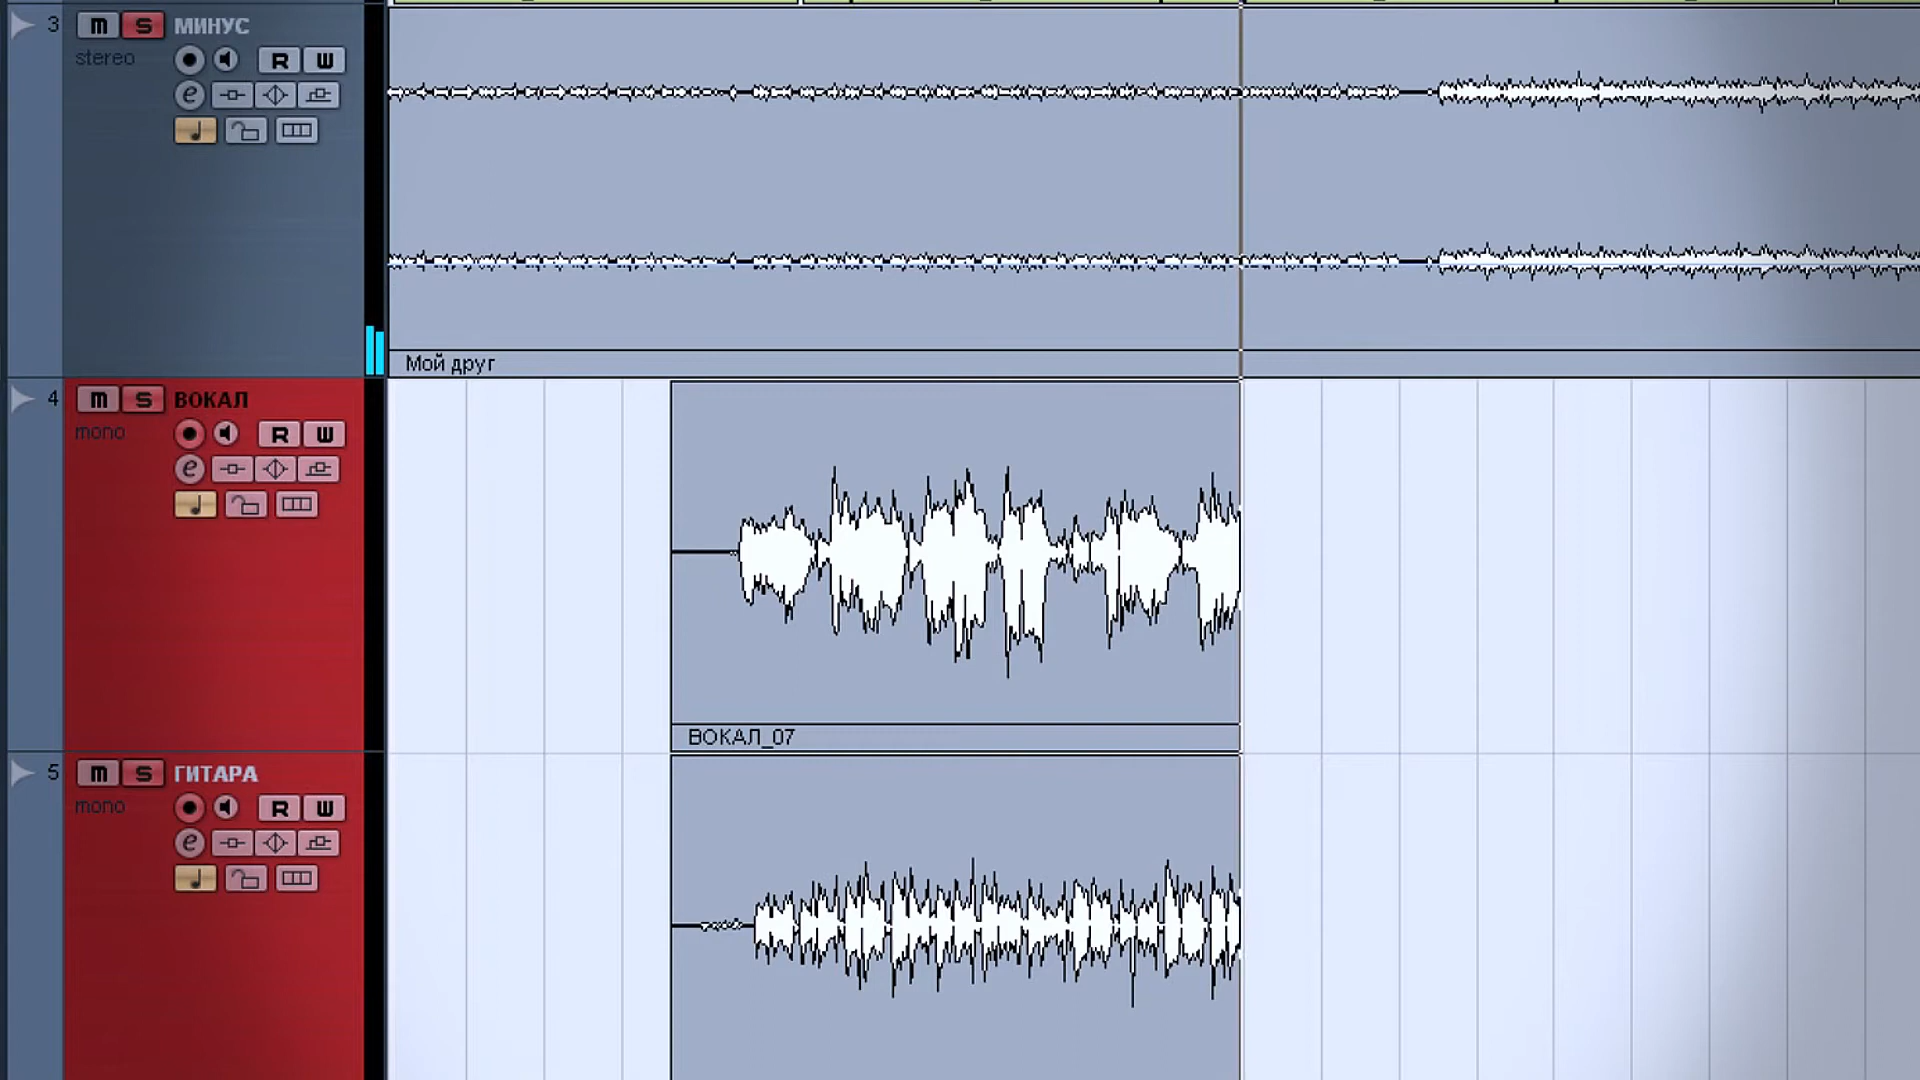 3 m S МИНУС
stereo
R W
e
Мой друг
4 m S ВОКАЛ
mono
R W
e
ВОКАЛ_07
5 m S ГИТАРА
mono
R W
e